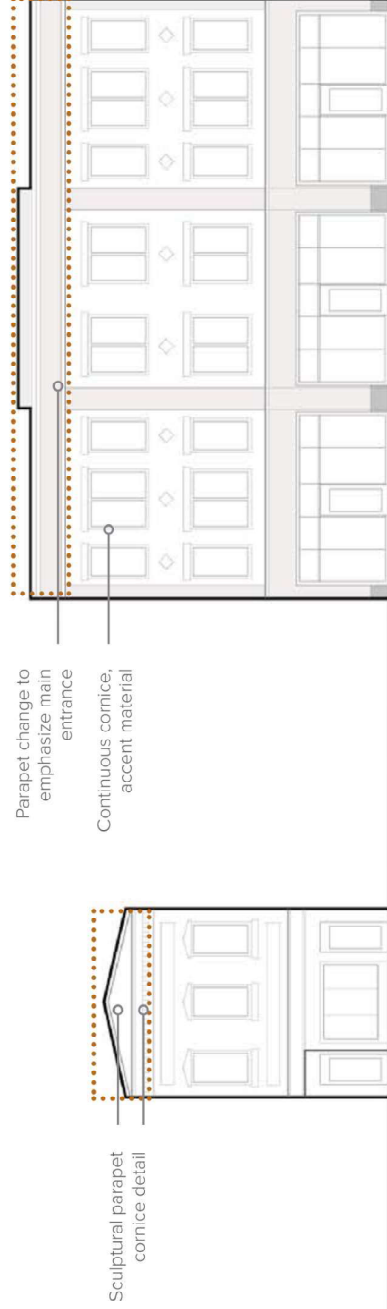 Sculptural parapet
cornice detail
Parapet change to
emphasize main
entrance
Continuous cornice,
accent material